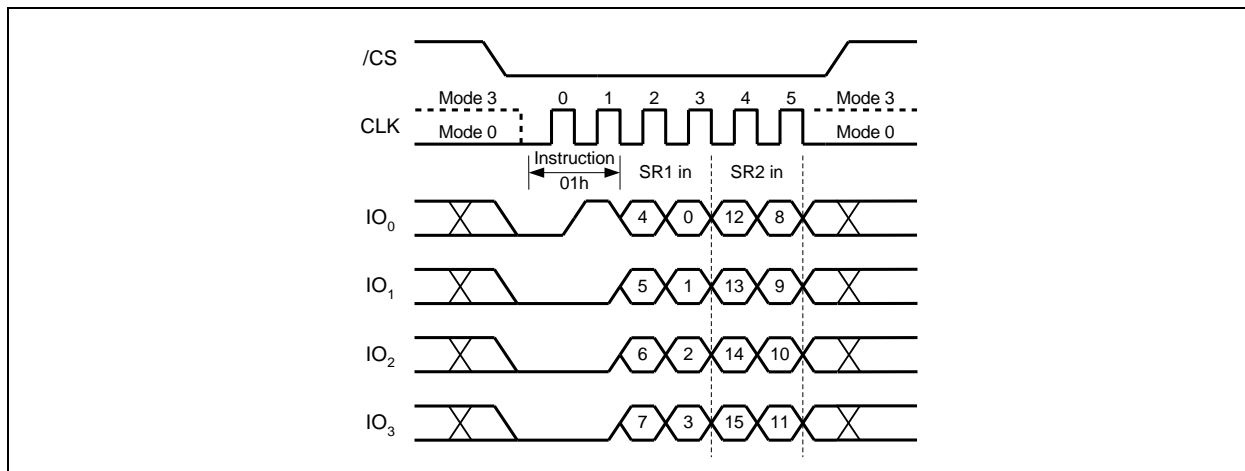 /CS
0 1 2 3 4 5
Mode 3 Mode 3
CLK
Mode 0 Mode 0
Instruction
01h
SR1 in SR2 in
IO0 4 0 12 8
IO1 5 1 13 9
IO2 6 2 14 10
IO3 7 3 15 11